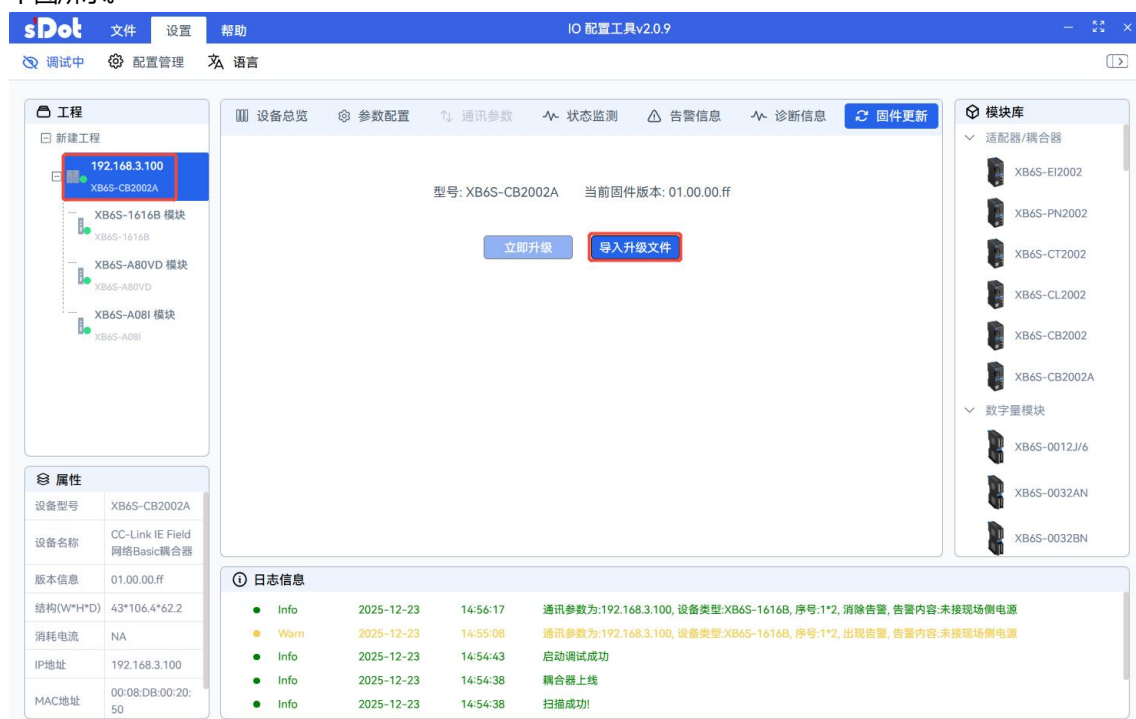 下图所示。
sDot 文件 设置 帮助 IO 配置工具v2.0.9
调试中 配置管理 语言
工程
新建工程
192.168.3.100
XB6S-CB2002A
XB6S-1616B 模块
XB6S-1616B
XB6S-A80VD 模块
XB6S-A80VD
XB6S-A08I 模块
XB6S-A08I
设备总览 参数配置 通讯参数 状态监测 告警信息 诊断信息 固件更新
型号: XB6S-CB2002A 当前固件版本: 01.00.00.ff
立即升级 导入升级文件
模块库
适配器/耦合器
XB6S-EI2002
XB6S-PN2002
XB6S-CT2002
XB6S-CL2002
XB6S-CB2002
XB6S-CB2002A
数字量模块
XB6S-0012J/6
XB6S-0032AN
XB6S-0032BN
属性
设备型号 XB6S-CB2002A
设备名称 CC-Link IE Field
网络Basic耦合器
版本信息 01.00.00.ff
结构(W*H*D) 43*106.4*62.2
消耗电流 NA
IP地址 192.168.3.100
MAC地址 00:08:DB:00:20:
50
日志信息
Info 2025-12-23 14:56:17 通讯参数为:192.168.3.100, 设备类型:XB6S-1616B, 序号:1*2, 消除告警, 告警内容:未接现场侧电源
Warn 2025-12-23 14:55:08 通讯参数为:192.168.3.100, 设备类型:XB6S-1616B, 序号:1*2, 出现告警, 告警内容:未接现场侧电源
Info 2025-12-23 14:54:43 启动调试成功
Info 2025-12-23 14:54:38 耦合器上线
Info 2025-12-23 14:54:38 扫描成功!